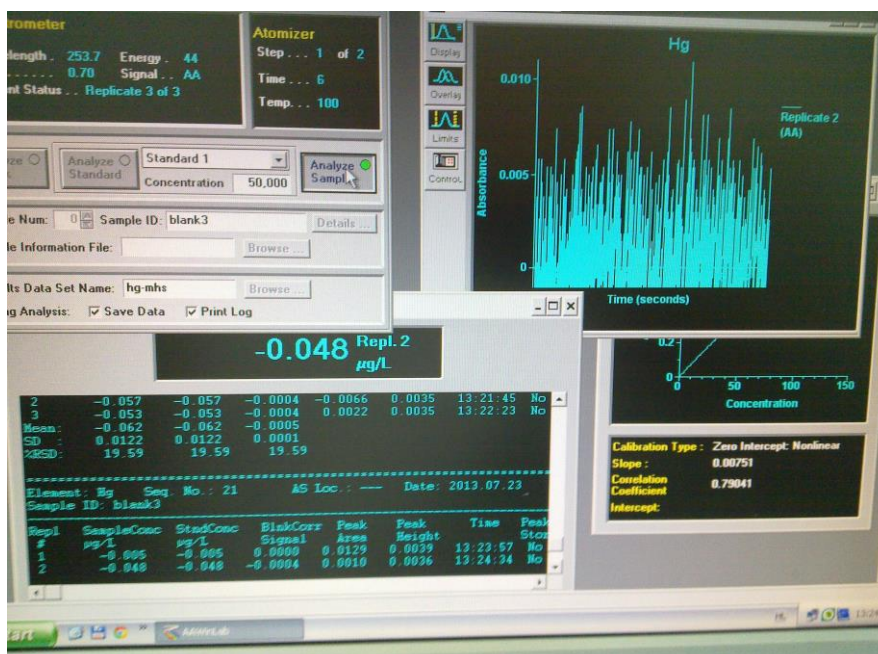 rometer
elength . 253.7 Energy . 44
. . . . . . 0.70 Signal . . AA
nt Status . . Replicate 3 of 3
Atomizer
Step . . . 1 of 2
Time . . . 6
Temp. . . 100
yze
Analyze Standard
Standard 1
Concentration 50,000
Analyze Sample
e Num: 0 Sample ID: blank3 Details ...
le Information File: Browse ...
lts Data Set Name: hg-mhs Browse ...
g Analysis: Save Data Print Log
Display
Overlay
Limits
Control
Hg
0.010
0.005
0
Absorbance
Time (seconds)
Replicate 2
(AA)
-0.048 Repl. 2
µg/L
2 -0.057 -0.057 -0.0004 -0.0066 0.0035 13:21:45 No
3 -0.053 -0.053 -0.0004 0.0022 0.0035 13:22:23 No
Mean: -0.062 -0.062 -0.0005
SD : 0.0122 0.0122 0.0001
%RSD: 19.59 19.59 19.59
Element: Hg Seq. No.: 21 AS Loc.: --- Date: 2013.07.23
Sample ID: blank3
Repl SampleConc StndConc BlnkCorr Peak Peak Time Peak
# µg/L µg/L Signal Area Height Stor
1 -0.005 -0.005 0.0000 0.0129 0.0039 13:23:57 No
2 -0.048 -0.048 -0.0004 0.0010 0.0036 13:24:34 No
0.2
0
0 50 100 150
Concentration
Calibration Type : Zero Intercept: Nonlinear
Slope : 0.00751
Correlation Coefficient 0.79041
Intercept:
start
AAWinLab
13:24